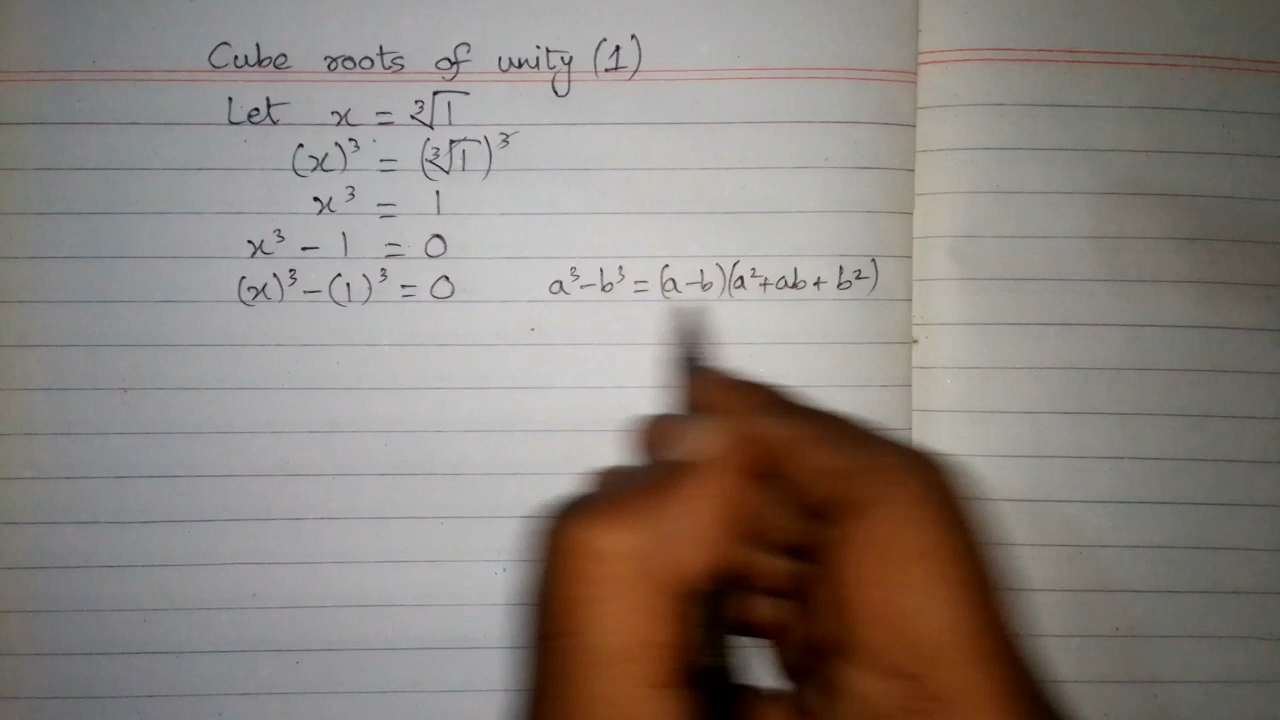 Cube roots of unity (1)
Let x = ∛1
(x)³ = (∛1)³
x³ = 1
x³ - 1 = 0
(x)³ - (1)³ = 0 a³-b³ = (a-b)(a²+ab+b²)